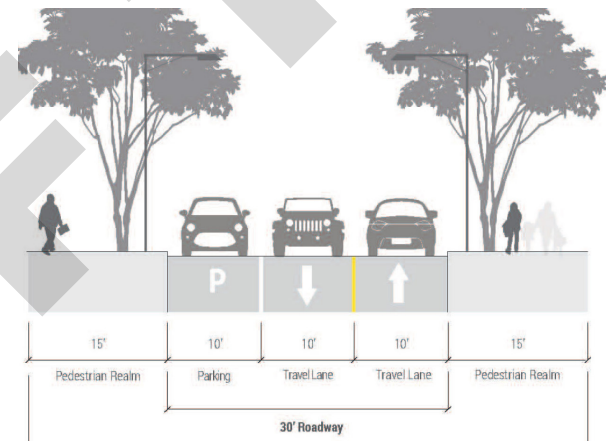 P
15'
10'
10'
10'
15'
Pedestrian Realm
Parking
Travel Lane
Travel Lane
Pedestrian Realm
30' Roadway